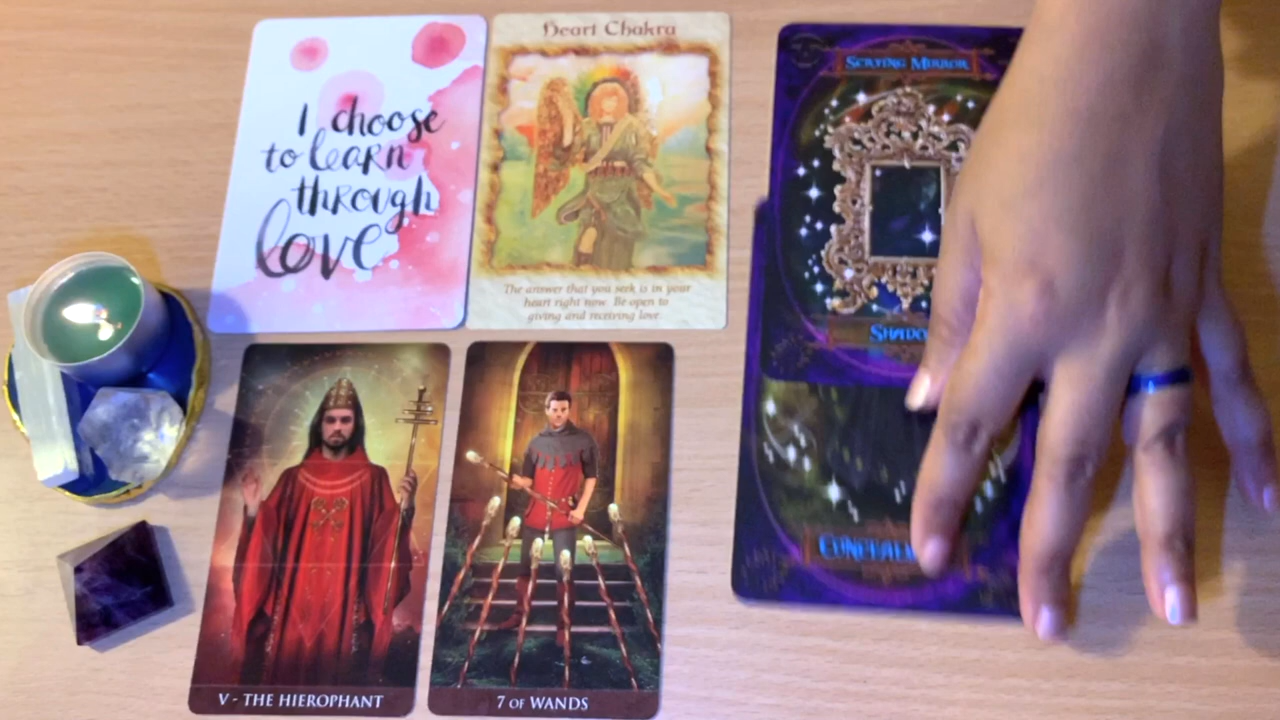 I choose
to learn
through
love
Heart Chakra
The answer that you seek is in your
heart right now. Be open to
giving and receiving love.
V - THE HIEROPHANT
7 OF WANDS
SCRYING MIRROR